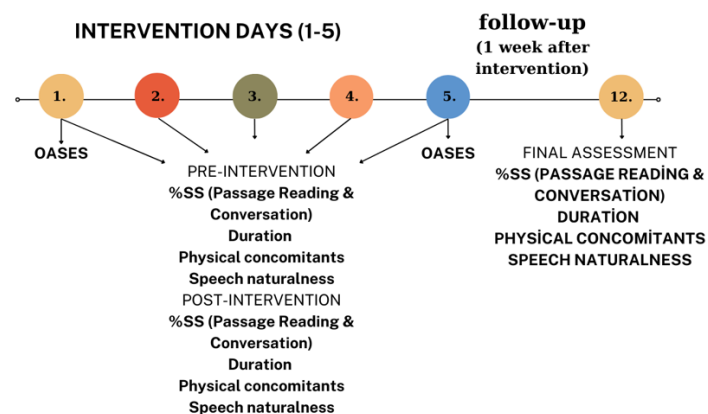 INTERVENTION DAYS (1-5)
follow-up
(1 week after
intervention)
1.
2.
3.
4.
5.
12.
OASES
OASES
PRE-INTERVENTION
%SS (Passage Reading &
Conversation)
Duration
Physical concomitants
Speech naturalness
POST-INTERVENTION
%SS (Passage Reading &
Conversation)
Duration
Physical concomitants
Speech naturalness
FINAL ASSESSMENT
%SS (PASSAGE READİNG &
CONVERSATİON)
DURATİON
PHYSİCAL CONCOMİTANTS
SPEECH NATURALNESS